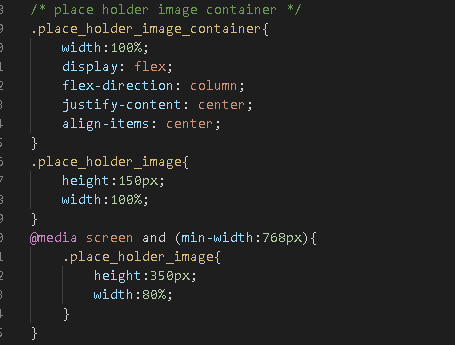 /* place holder image container */
.place_holder_image_container{
width:100%;
display: flex;
flex-direction: column;
justify-content: center;
align-items: center;
}
.place_holder_image{
height:150px;
width:100%;
}
@media screen and (min-width:768px){
.place_holder_image{
height:350px;
width:80%;
}
}